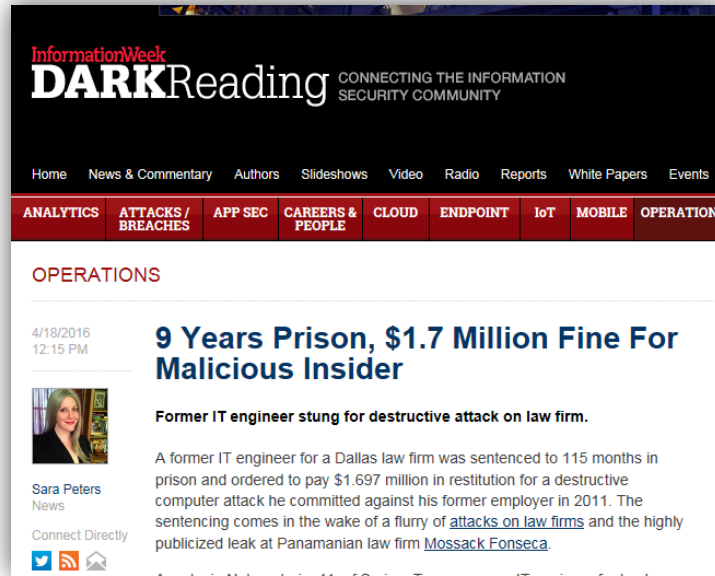 InformationWeek
DARKReading
CONNECTING THE INFORMATION
SECURITY COMMUNITY
Home News & Commentary Authors Slideshows Video Radio Reports White Papers Events
ANALYTICS ATTACKS / BREACHES APP SEC CAREERS & PEOPLE CLOUD ENDPOINT IoT MOBILE OPERATION
OPERATIONS
4/18/2016
12:15 PM
Sara Peters
News
Connect Directly
9 Years Prison, $1.7 Million Fine For
Malicious Insider
Former IT engineer stung for destructive attack on law firm.
A former IT engineer for a Dallas law firm was sentenced to 115 months in
prison and ordered to pay $1.697 million in restitution for a destructive
computer attack he committed against his former employer in 2011. The
sentencing comes in the wake of a flurry of attacks on law firms and the highly
publicized leak at Panamanian law firm Mossack Fonseca.